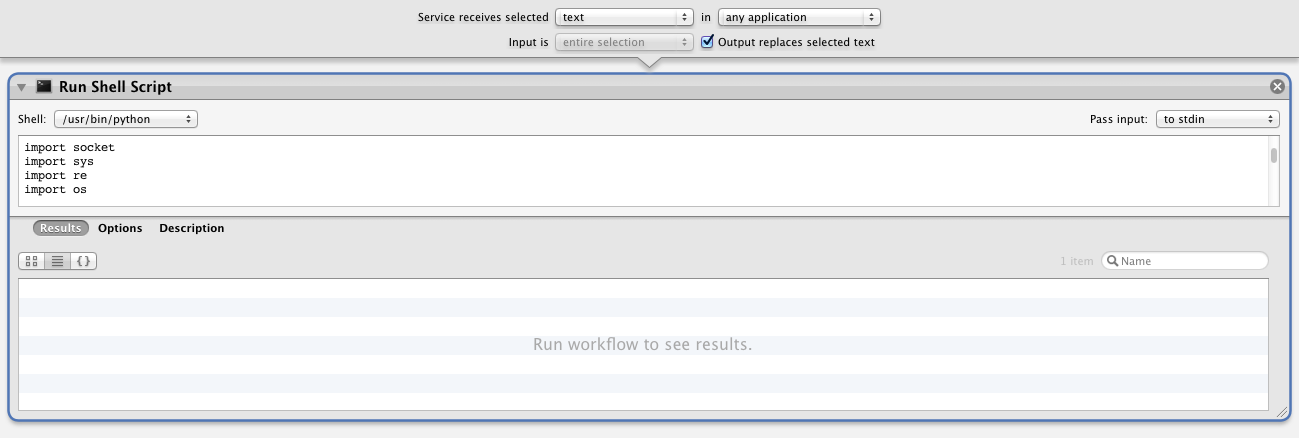 Service receives selected text in any application
Input is entire selection Output replaces selected text
Run Shell Script
Shell: /usr/bin/python Pass input: to stdin
import socket
import sys
import re
import os
Results Options Description
{} 1 item Name
Run workflow to see results.